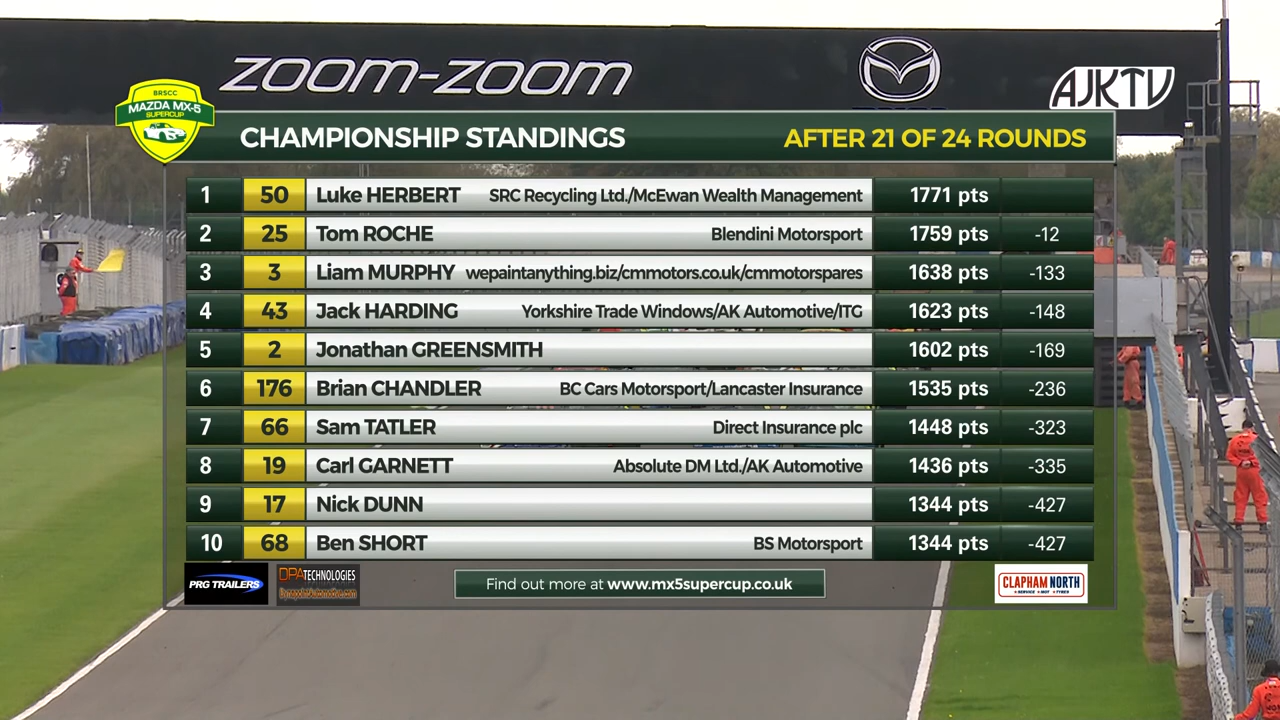 ZOOM-ZOOM
AJKTV
BRSCC
MAZDA MX-5
SUPERCUP
CHAMPIONSHIP STANDINGS AFTER 21 OF 24 ROUNDS
1 50 Luke HERBERT SRC Recycling Ltd./McEwan Wealth Management 1771 pts
2 25 Tom ROCHE Blendini Motorsport 1759 pts -12
3 3 Liam MURPHY wepaintanything.biz/cmmotors.co.uk/cmmotorspares 1638 pts -133
4 43 Jack HARDING Yorkshire Trade Windows/AK Automotive/ITG 1623 pts -148
5 2 Jonathan GREENSMITH 1602 pts -169
6 176 Brian CHANDLER BC Cars Motorsport/Lancaster Insurance 1535 pts -236
7 66 Sam TATLER Direct Insurance plc 1448 pts -323
8 19 Carl GARNETT Absolute DM Ltd./AK Automotive 1436 pts -335
9 17 Nick DUNN 1344 pts -427
10 68 Ben SHORT BS Motorsport 1344 pts -427
PRG TRAILERS
DPA TECHNOLOGIES
Find out more at www.mx5supercup.co.uk
CLAPHAM NORTH
• SERVICE • MOT • TYRES